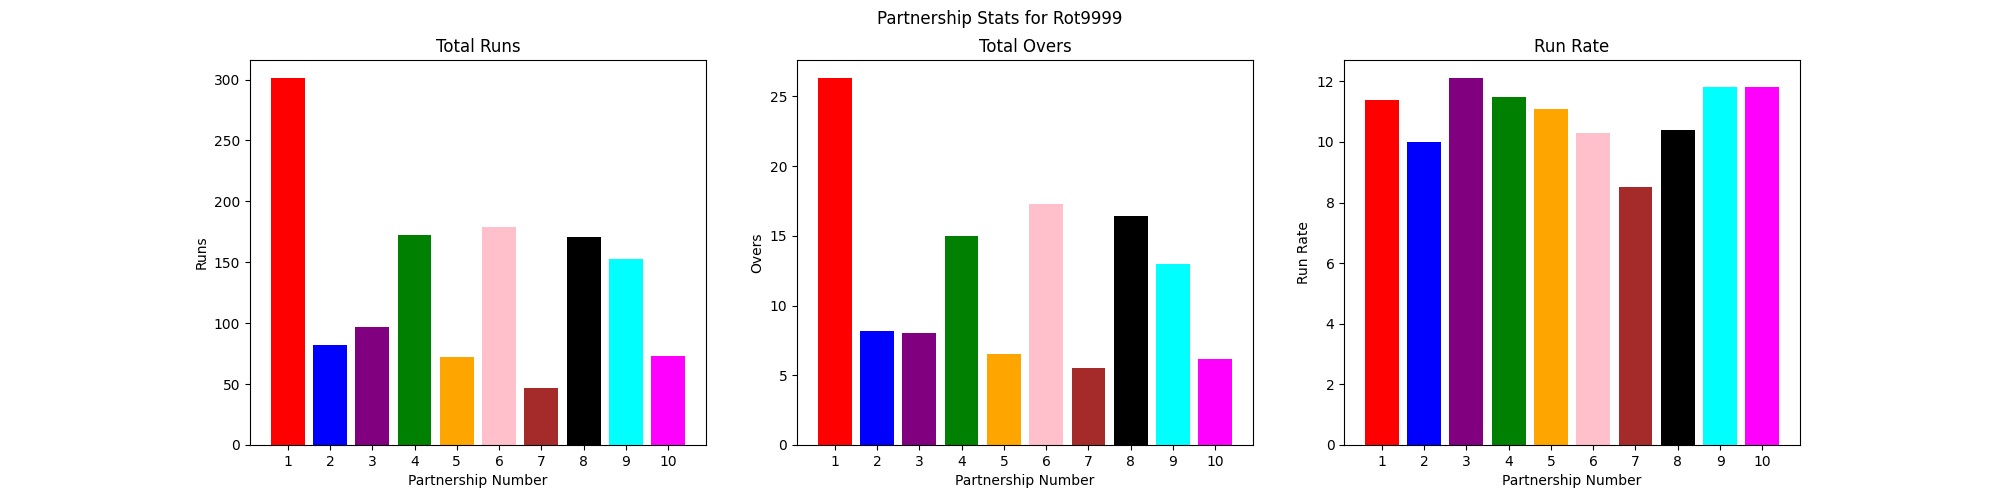 Partnership Stats for Rot9999
Total Runs
Runs
300
250
200
150
100
50
0
1 2 3 4 5 6 7 8 9 10
Partnership Number
Total Overs
Overs
25
20
15
10
5
0
1 2 3 4 5 6 7 8 9 10
Partnership Number
Run Rate
Run Rate
12
10
8
6
4
2
0
1 2 3 4 5 6 7 8 9 10
Partnership Number